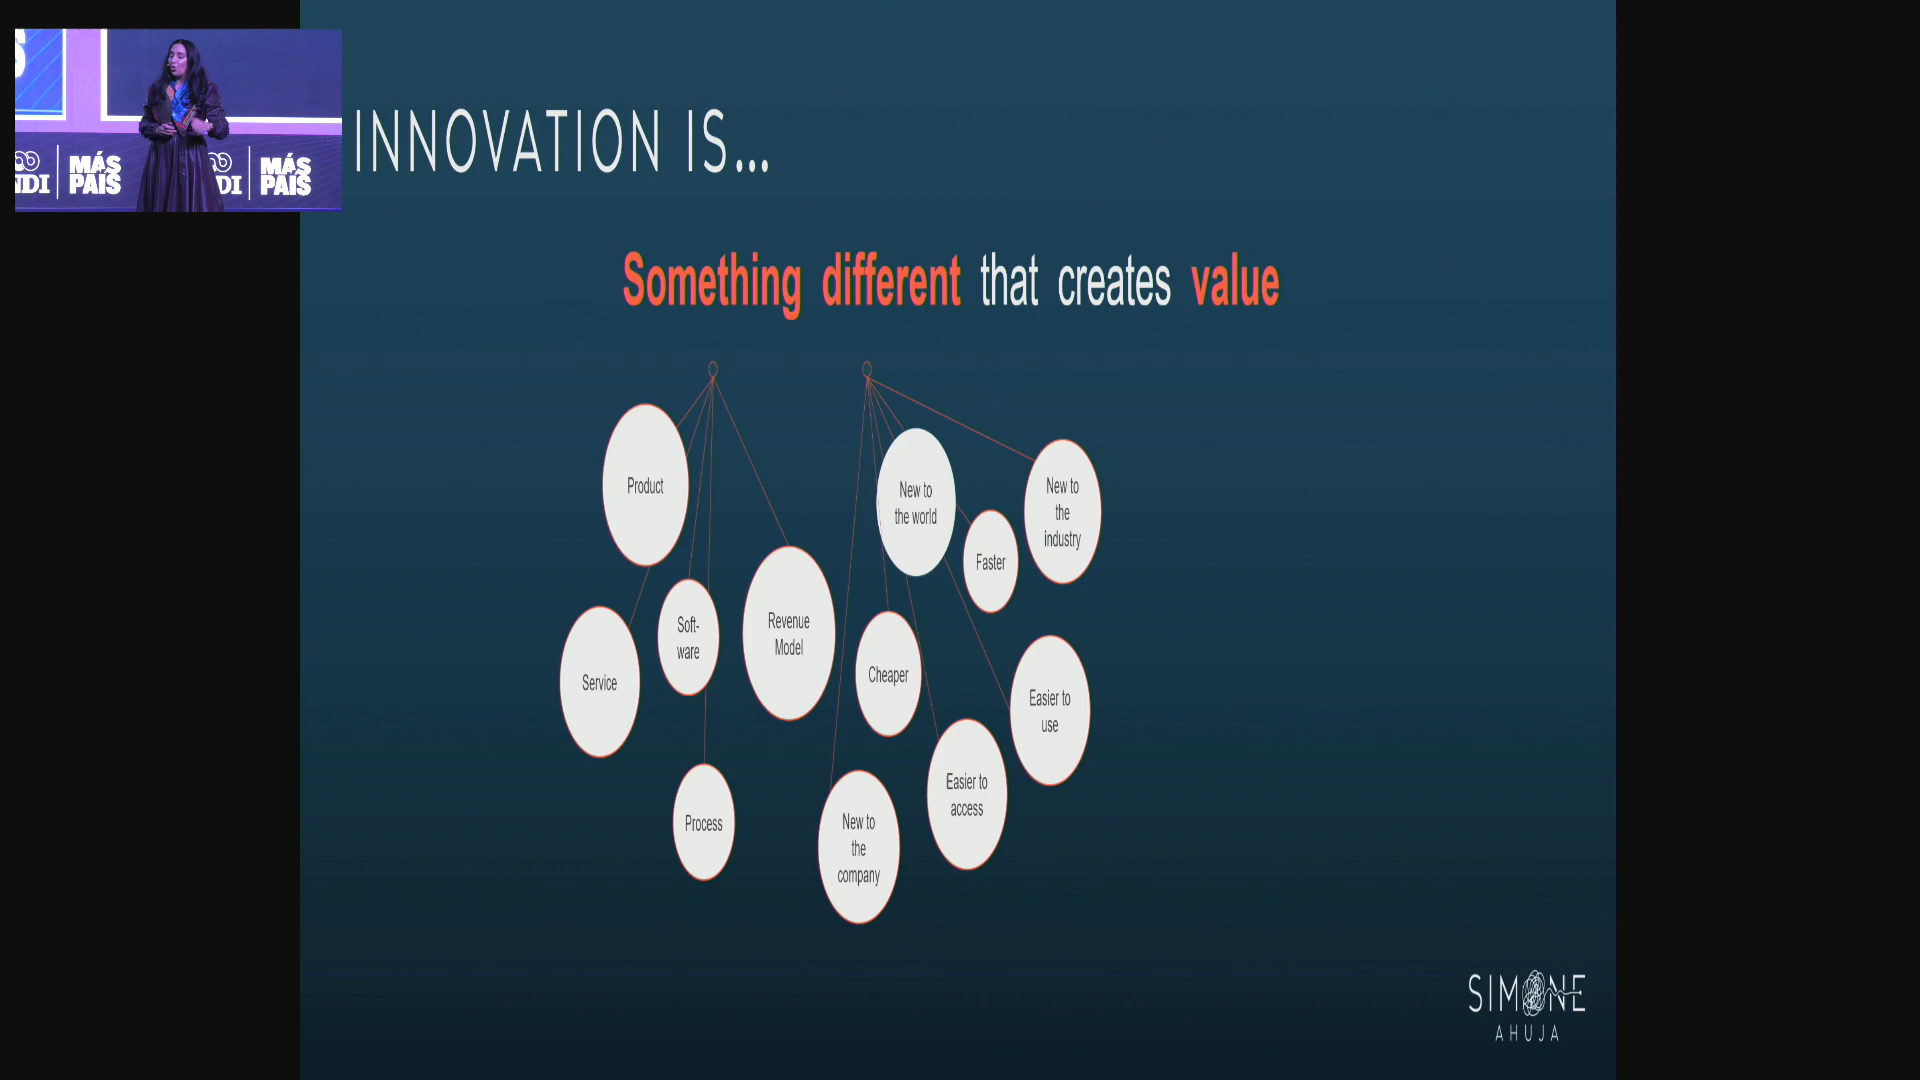 MÁS
PAÍS
NDI
MÁS
PAÍS
INNOVATION IS...
Something different that creates value
Product
New to
the world
New to
the
industry
Faster
Soft-
ware
Revenue
Model
Service
Cheaper
Easier to
use
Process
Easier to
access
New to
the
company
SIMONE
AHUJA